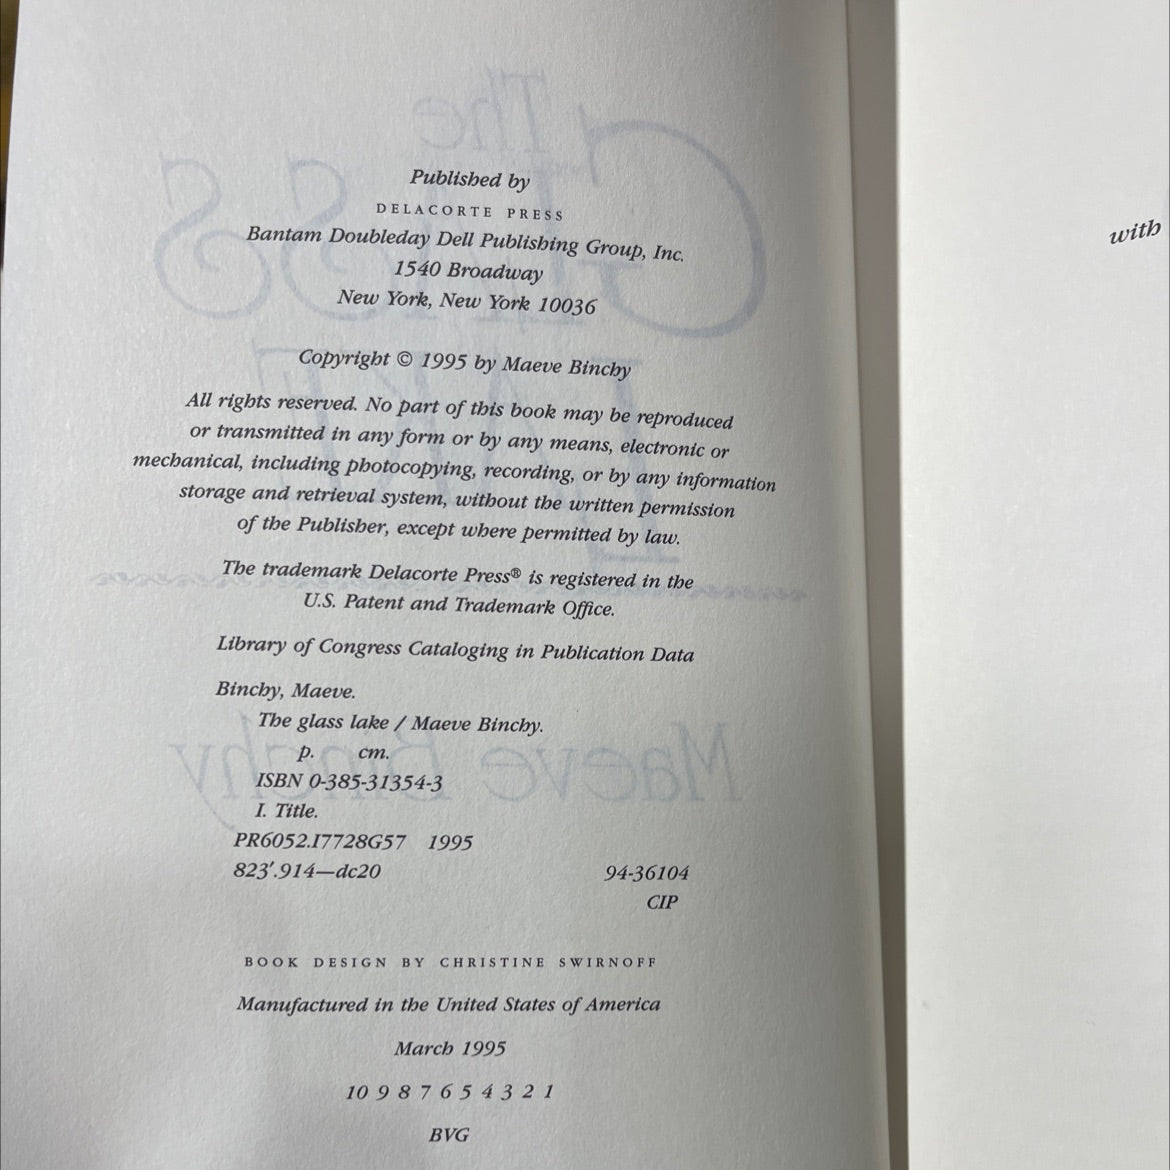 Published by
DELACORTE PRESS
Bantam Doubleday Dell Publishing Group, Inc.
1540 Broadway
New York, New York 10036
Copyright © 1995 by Maeve Binchy
All rights reserved. No part of this book may be reproduced
or transmitted in any form or by any means, electronic or
mechanical, including photocopying, recording, or by any information
storage and retrieval system, without the written permission
of the Publisher, except where permitted by law.
The trademark Delacorte Press® is registered in the
U.S. Patent and Trademark Office.
Library of Congress Cataloging in Publication Data
Binchy, Maeve.
The glass lake / Maeve Binchy.
p. cm.
ISBN 0-385-31354-3
I. Title.
PR6052.I7728G57 1995
823′.914—dc20 94-36104
CIP
BOOK DESIGN BY CHRISTINE SWIRNOFF
Manufactured in the United States of America
March 1995
10 9 8 7 6 5 4 3 2 1
BVG
with
The
GLASS
LAKE
Maeve Binchy